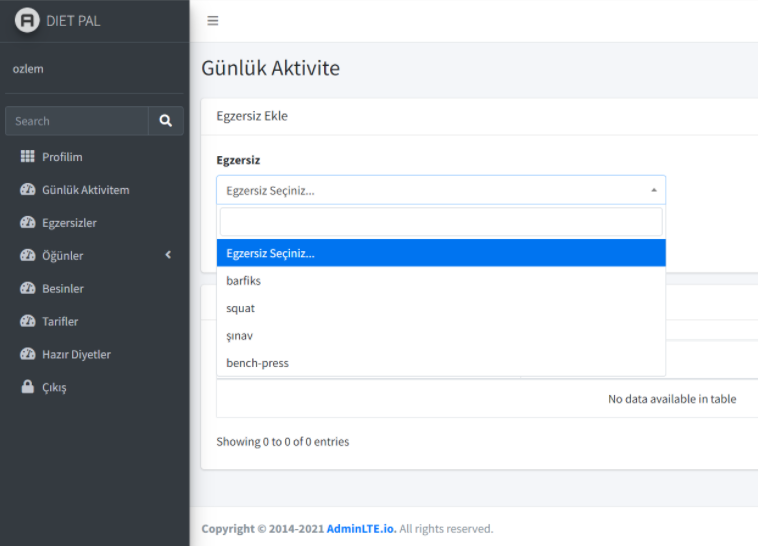 DIET PAL
ozlem
Search
Profilim
Günlük Aktivitem
Egzersizler
Öğünler
Besinler
Tarifler
Hazır Diyetler
Çıkış
Günlük Aktivite
Egzersiz Ekle
Egzersiz
Egzersiz Seçiniz...
Egzersiz Seçiniz...
barfiks
squat
şınav
bench-press
No data available in table
Showing 0 to 0 of 0 entries
Copyright © 2014-2021 AdminLTE.io. All rights reserved.